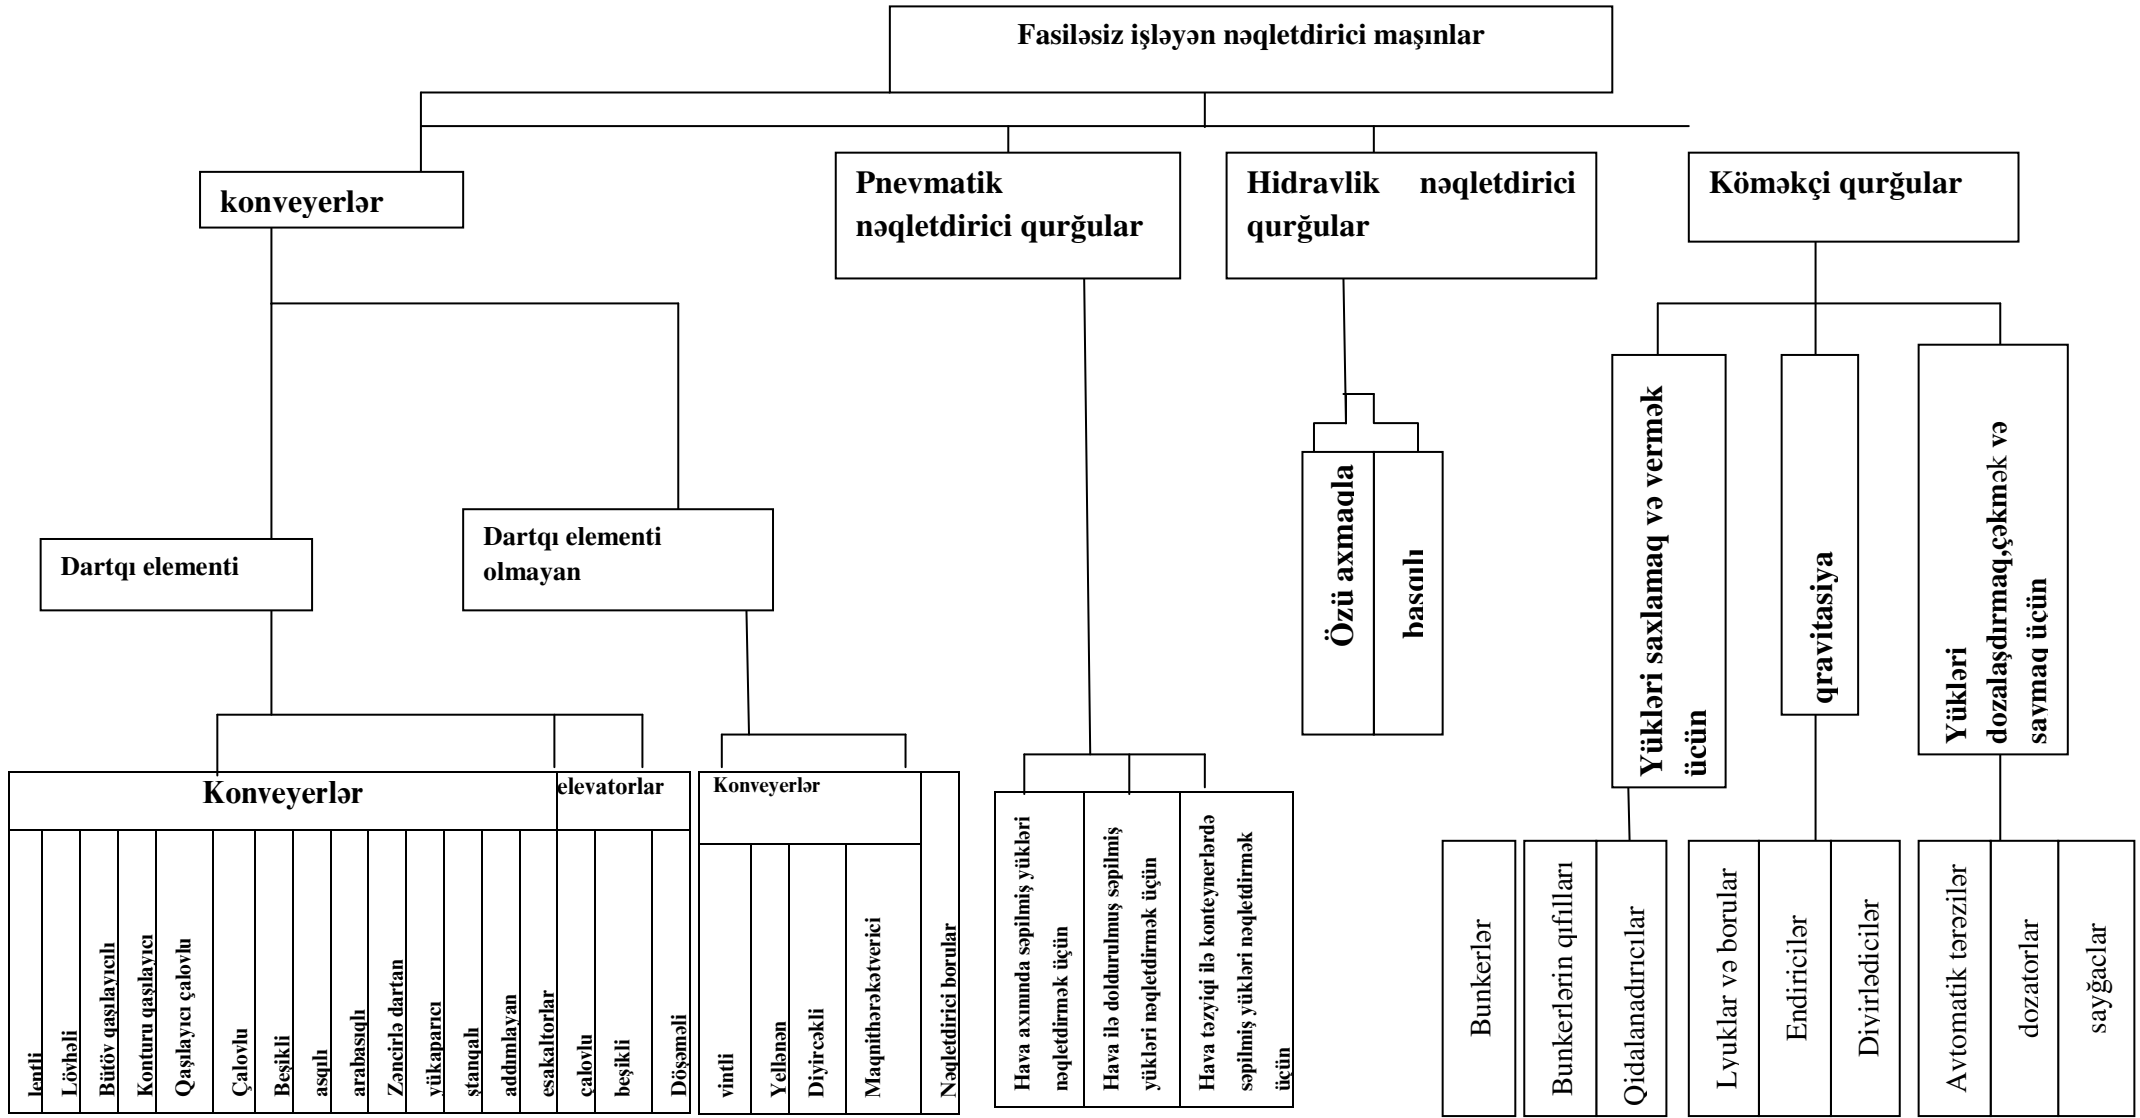 Fasiləsiz işləyən nəqletdirici maşınlar
konveyerlər
Pnevmatik
nəqletdirici qurğular
Hidravlik nəqletdirici
qurğular
Köməkçi qurğular
Dartqı elementi
Dartqı elementi
olmayan
Özü axmaqla
basqılı
Yükləri saxlamaq və vermək
üçün
qravitasiya
Yükləri
dozalaşdırmaq,çəkmək və
saymaq üçün
Konveyerlər
elevatorlar
Konveyerlər
lenti
Lövhəli
Bütöv qaşılayıcılı
Konturu qaşılayıcı
Qaşılayıcı çalovlu
Çalovlu
Beşikli
asqılı
arabasıqlı
Zəncirlə dartan
yükaparıcı
ştanqalı
addımlayan
esakaltorlar
çalovlu
beşikli
Döşəməli
vintli
Yellənən
Diyircəkli
Maqnithərəkətverici
Nəqletdirici borular
Hava axınında səpilmiş yükləri
nəqletdirmək üçün
Hava ilə doldurulmuş səpilmiş
yükləri nəqletdirmək üçün
Hava təzyiqi ilə konteynerlərdə
səpilmiş yükləri nəqletdirmək
üçün
Bunkerlər
Bunkerlərin qıfılları
Qidalanadırıcılar
Lyuklar və borular
Endiricilər
Divirlədicilər
Avtomatik tərəzilər
dozatorlar
sayğaclar